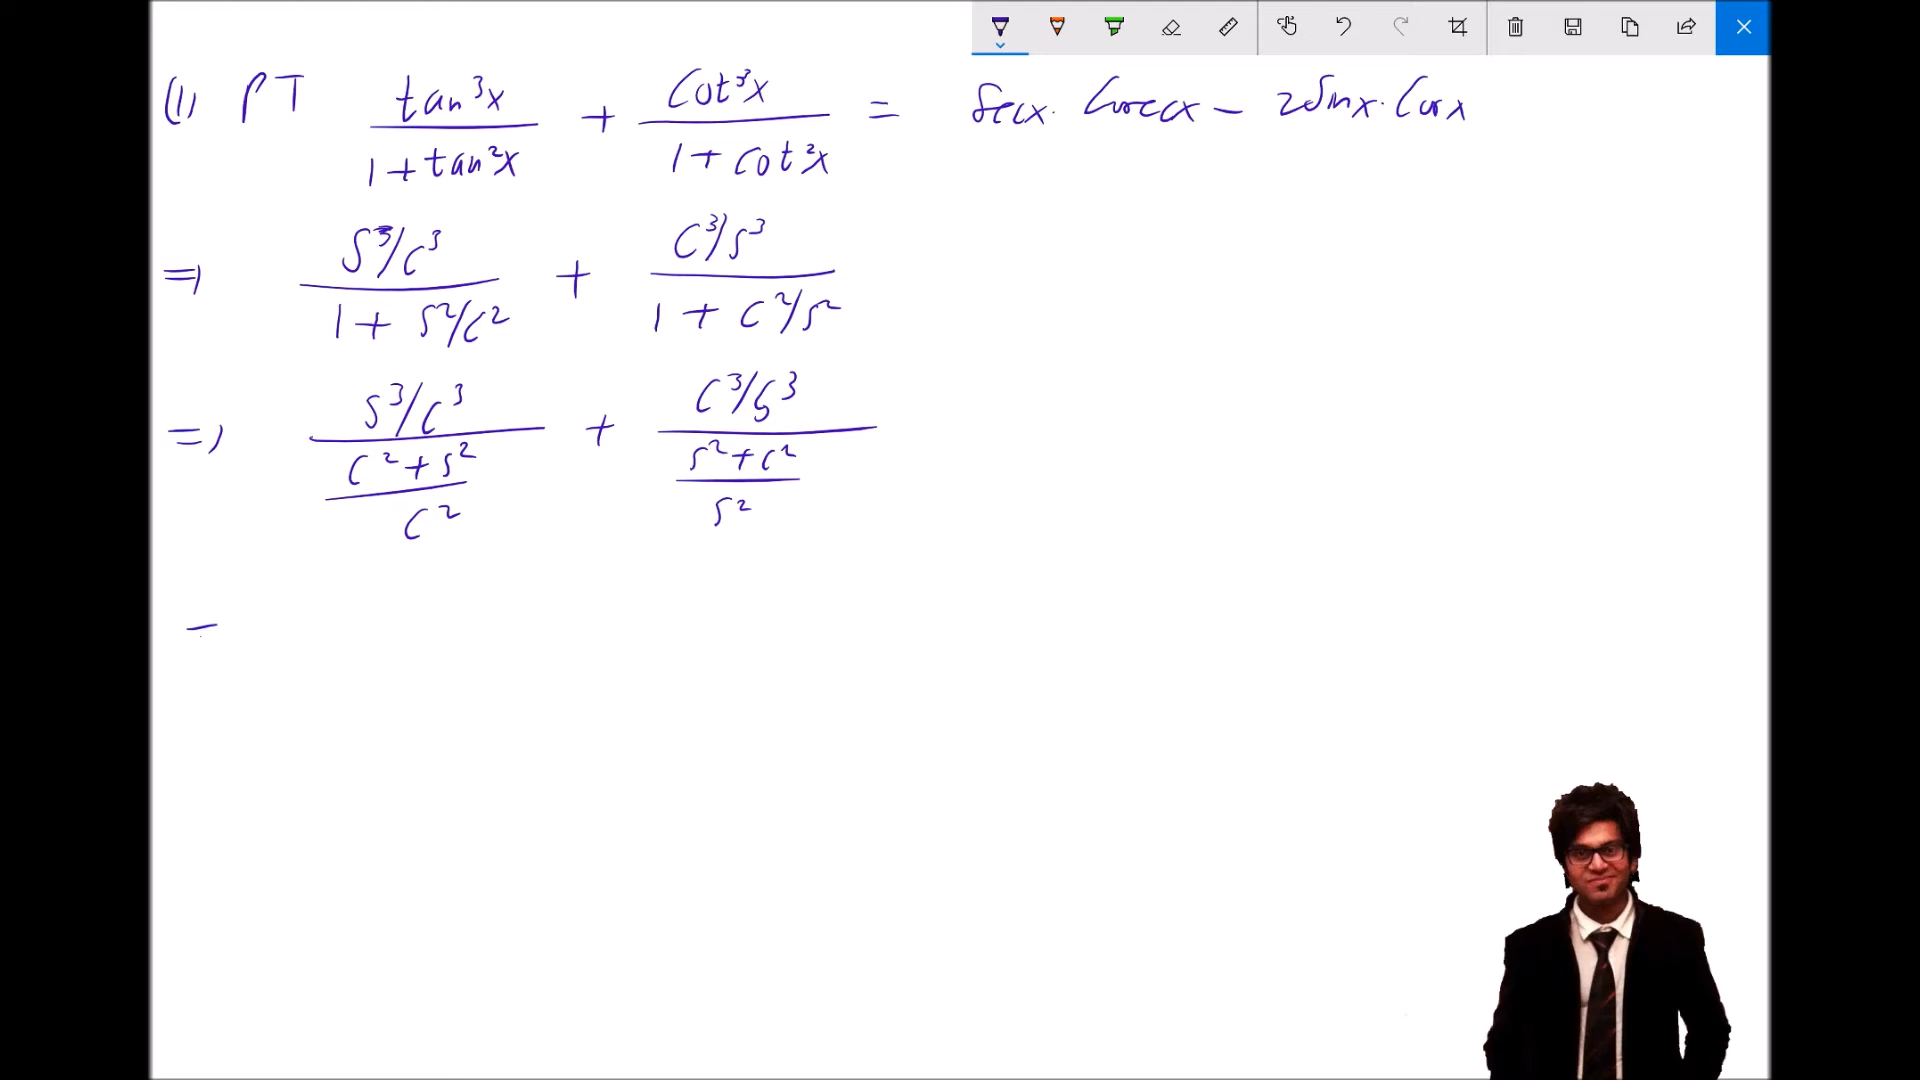 (1) PT tan³x / 1 + tan²x + Cot³x / 1 + Cot²x = Secx. Cosecx - 2Sinx. Cosx
=> S³/C³ / 1 + S²/C² + C³/S³ / 1 + C²/S²
=> S³/C³ / C² + S² / C² + C³/S³ / S² + C² / S²